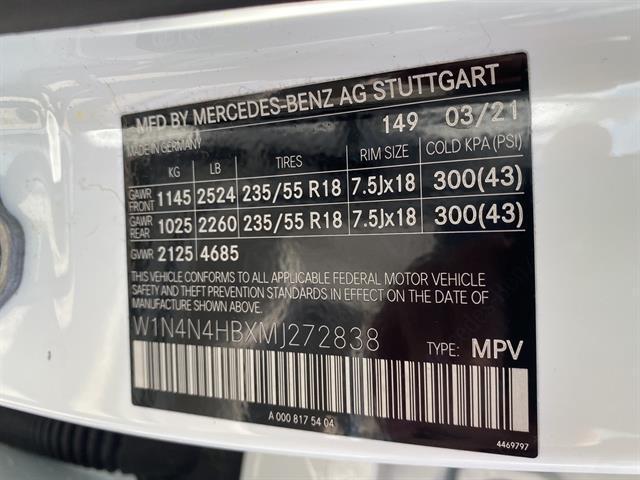 MFD BY MERCEDES-BENZ AG STUTTGART
MADE IN GERMANY 149 03/21
KG LB TIRES RIM SIZE COLD KPA (PSI)
GAWR FRONT 1145 2524 235/55 R18 7.5Jx18 300(43)
GAWR REAR 1025 2260 235/55 R18 7.5Jx18 300(43)
GVWR 2125 4685
THIS VEHICLE CONFORMS TO ALL APPLICABLE FEDERAL MOTOR VEHICLE
SAFETY AND THEFT PREVENTION STANDARDS IN EFFECT ON THE DATE OF
MANUFACTURE SHOWN ABOVE.
W1N4N4HBXMJ272838
TYPE: MPV
A 000 817 54 04
4469797